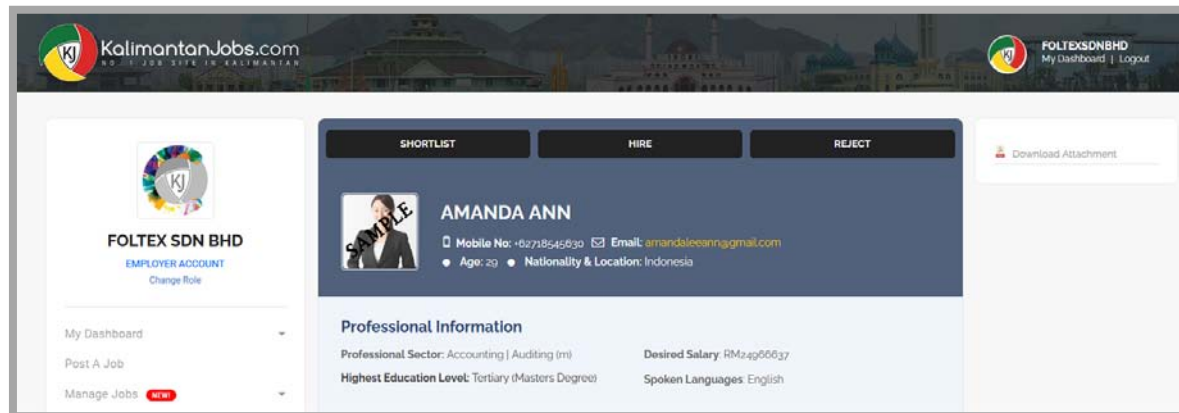 KalimantanJobs.com
NO. 1 JOB SITE IN KALIMANTAN
FOLTEXSDNBHD
My Dashboard | Logout
KJ
FOLTEX SDN BHD
EMPLOYER ACCOUNT
Change Role
My Dashboard
Post A Job
Manage Jobs NEW!
SHORTLIST HIRE REJECT
SAMPLE
AMANDA ANN
Mobile No: +62718545630 Email: amandaleeann@gmail.com
Age: 29 Nationality & Location: Indonesia
Professional Information
Professional Sector: Accounting | Auditing (m) Desired Salary: RM24966637
Highest Education Level: Tertiary (Masters Degree) Spoken Languages: English
Download Attachment